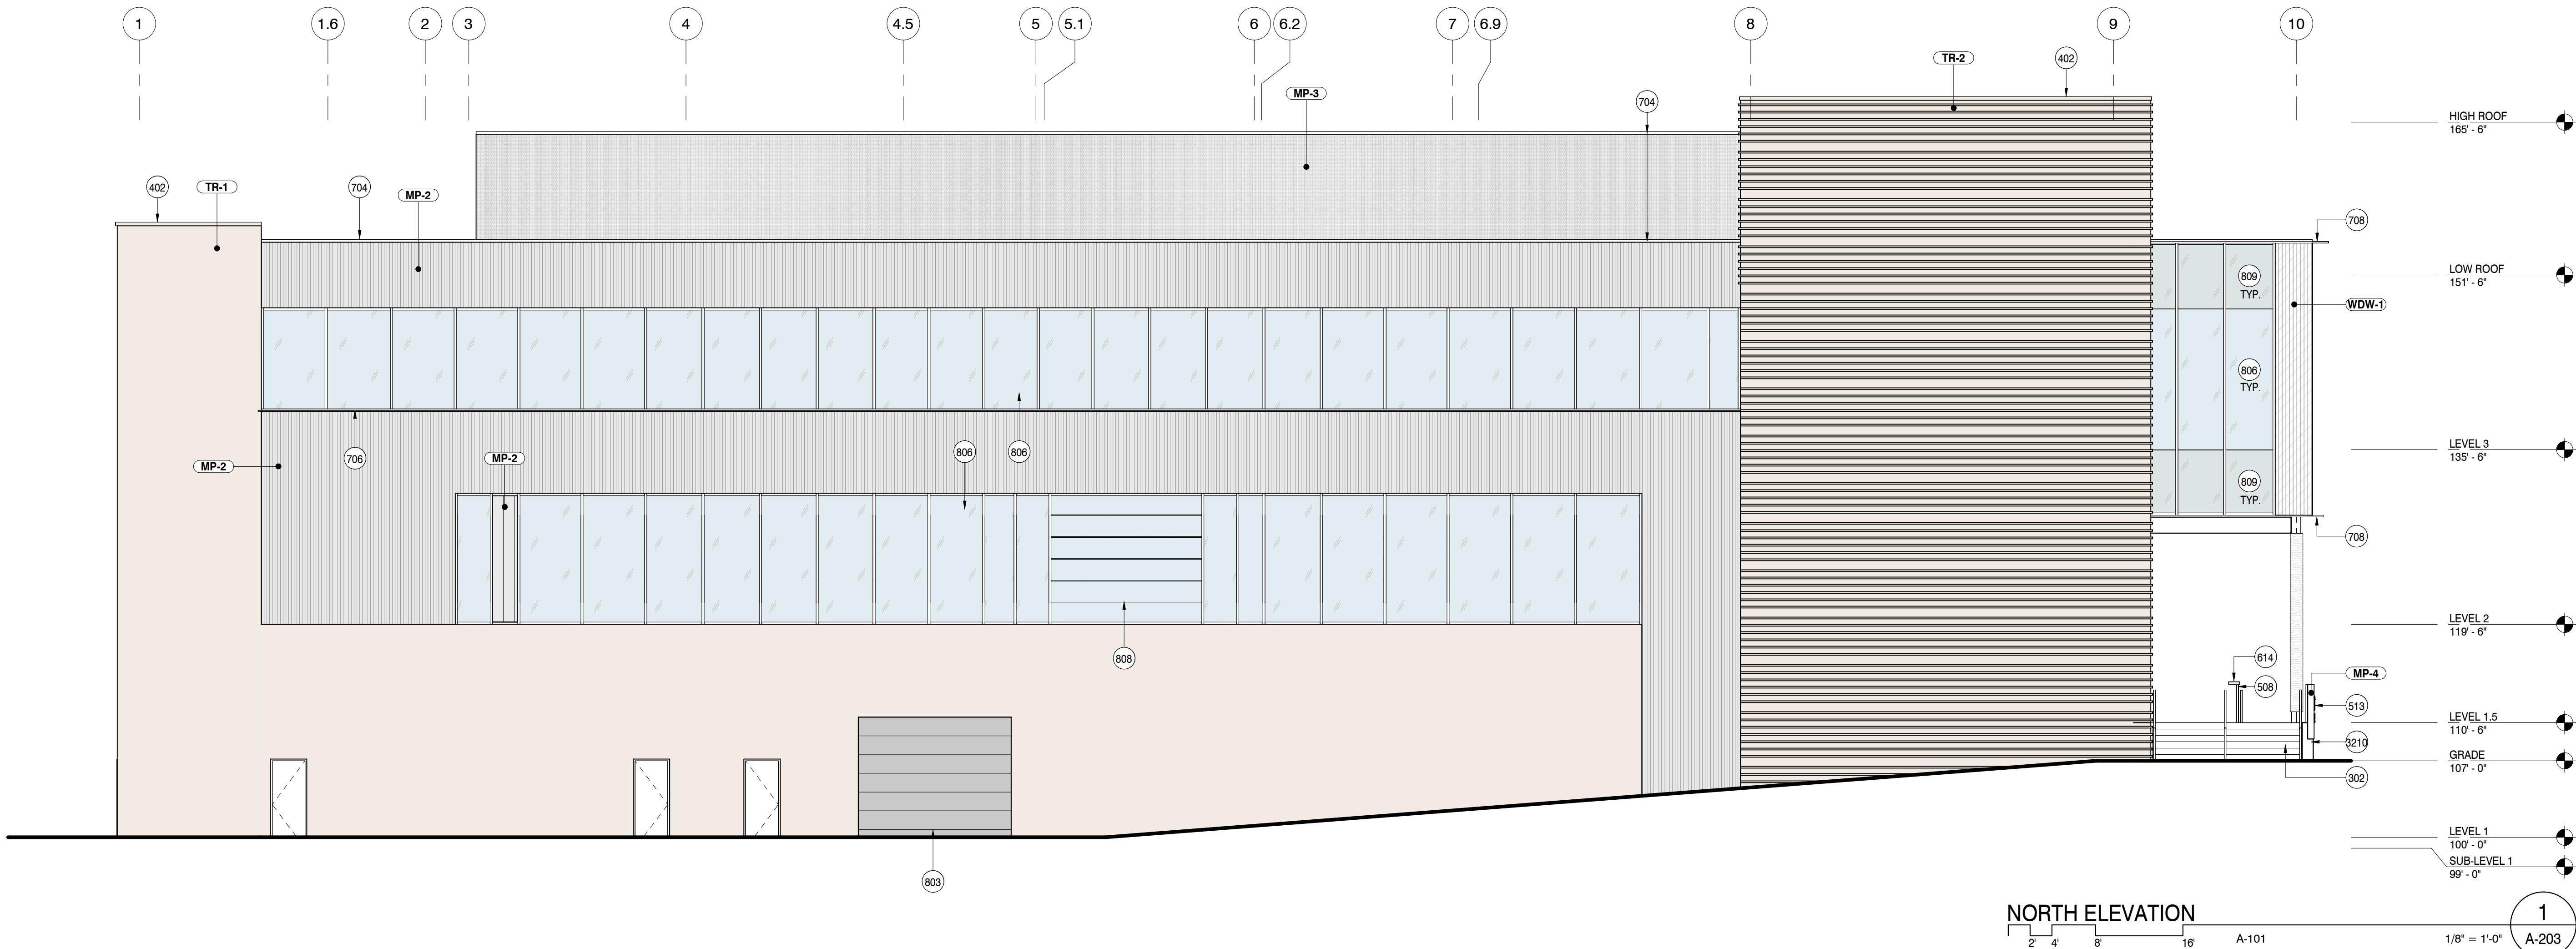 1 1.6 2 3 4 4.5 5 5.1 6 6.2 7 6.9 8 9 10
TR-2
402
MP-3
704
HIGH ROOF
165' - 6"
402
TR-1
704
MP-2
708
LOW ROOF
151' - 6"
809
TYP.
WDW-1
806
TYP.
LEVEL 3
135' - 6"
706
MP-2
MP-2
806
806
809
TYP.
708
LEVEL 2
119' - 6"
808
614
508
MP-4
513
LEVEL 1.5
110' - 6"
3210
GRADE
107' - 0"
302
LEVEL 1
100' - 0"
SUB-LEVEL 1
99' - 0"
803
NORTH ELEVATION
1
2' 4' 8' 16'
A-101
1/8" = 1'-0"
A-203